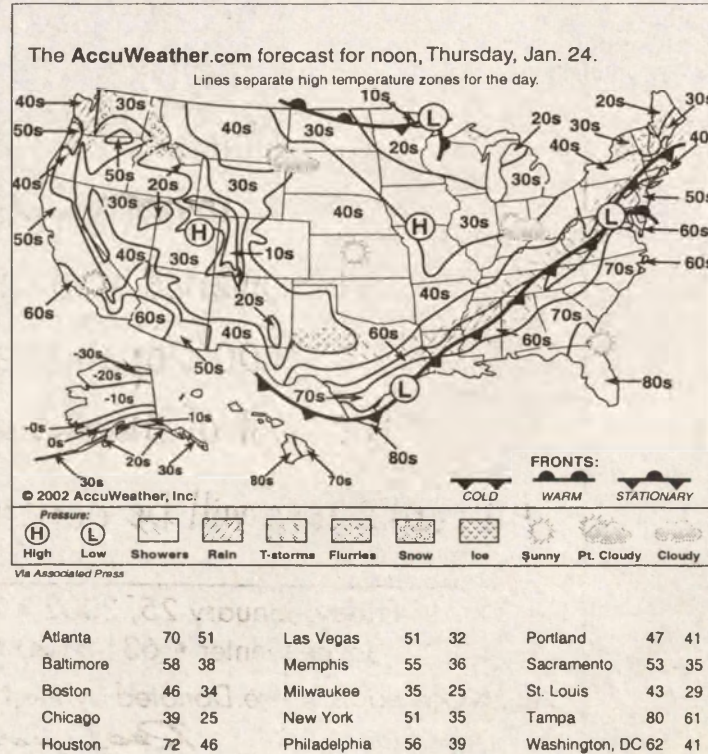 The AccuWeather.com forecast for noon, Thursday, Jan. 24.
Lines separate high temperature zones for the day.
40s 30s 10s L 20s 30s
50s 40s 30s 20s 20s 30s 40s
40s 50s 20s 30s 30s 40s
30s H 40s H 30s L 50s
50s 40s 30s 10s 60s
60s 20s 40s 70s 60s
60s 40s 60s 60s 70s
50s 70s L 80s
-30s
-20s
-10s
-0s 10s
0s 20s 30s 80s 70s 80s
30s
FRONTS:
COLD WARM STATIONARY
© 2002 AccuWeather, Inc.
Pressure:
H L
High Low Showers Rain T-storms Flurries Snow Ice Sunny Pt. Cloudy Cloudy
Via Associated Press
Atlanta 70 51 Las Vegas 51 32 Portland 47 41
Baltimore 58 38 Memphis 55 36 Sacramento 53 35
Boston 46 34 Milwaukee 35 25 St. Louis 43 29
Chicago 39 25 New York 51 35 Tampa 80 61
Houston 72 46 Philadelphia 56 39 Washington, DC 62 41